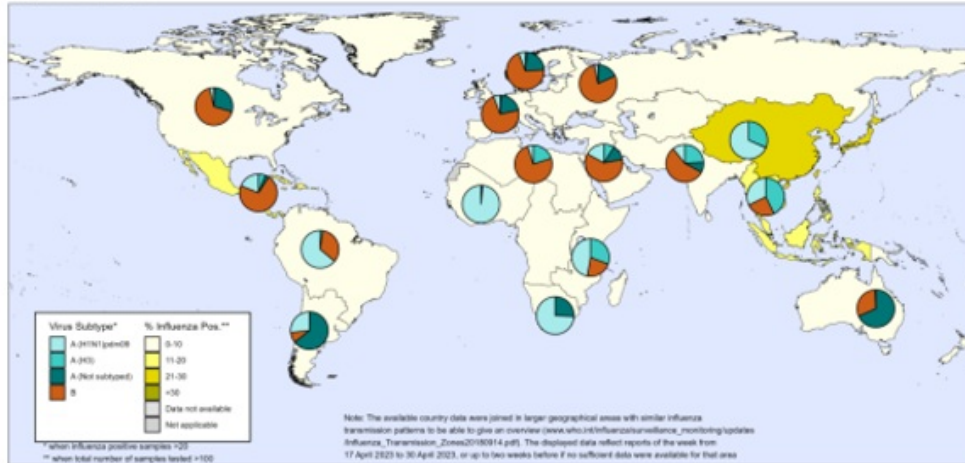 Virus Subtype*
A (H1N1)pdm09
A (H3)
A (Not subtyped)
B
% Influenza Pos.**
0-10
11-20
21-30
<30
Data not available
Not applicable
* when influenza positive samples >20
** when total number of samples tested >100
Note: The available country data were joined in larger geographical areas with similar influenza
transmission patterns to be able to give an overview (www.who.int/influenza/surveillance_monitoring/updates
/Influenza_Transmission_Zones20180914.pdf). The displayed data reflect reports of the week from
17 April 2023 to 30 April 2023, or up to two weeks before if no sufficient data were available for that area